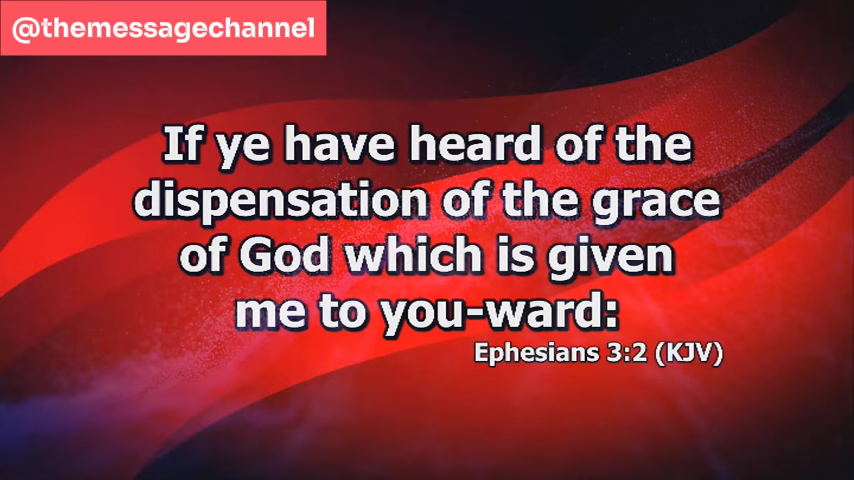 @themessagechannel
If ye have heard of the
dispensation of the grace
of God which is given
me to you-ward:
Ephesians 3:2 (KJV)